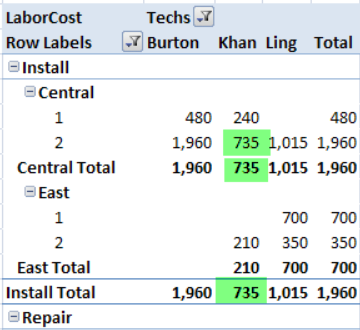 LaborCost Techs
Row Labels Burton Khan Ling Total
Install
Central
1 480 240 480
2 1,960 735 1,015 1,960
Central Total 1,960 735 1,015 1,960
East
1 700 700
2 210 350 350
East Total 210 700 700
Install Total 1,960 735 1,015 1,960
Repair